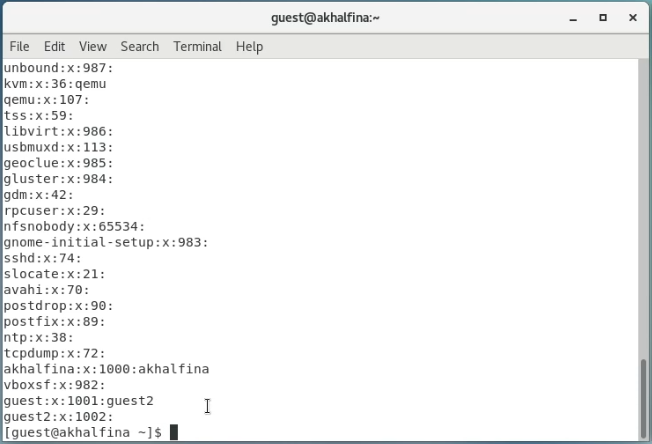 guest@akhalfina:~
File Edit View Search Terminal Help
unbound:x:987:
kvm:x:36:qemu
qemu:x:107:
tss:x:59:
libvirt:x:986:
usbmuxd:x:113:
geoclue:x:985:
gluster:x:984:
gdm:x:42:
rpcuser:x:29:
nfsnobody:x:65534:
gnome-initial-setup:x:983:
sshd:x:74:
slocate:x:21:
avahi:x:70:
postdrop:x:90:
postfix:x:89:
ntp:x:38:
tcpdump:x:72:
akhalfina:x:1000:akhalfina
vboxsf:x:982:
guest:x:1001:guest2
guest2:x:1002:
[guest@akhalfina ~]$